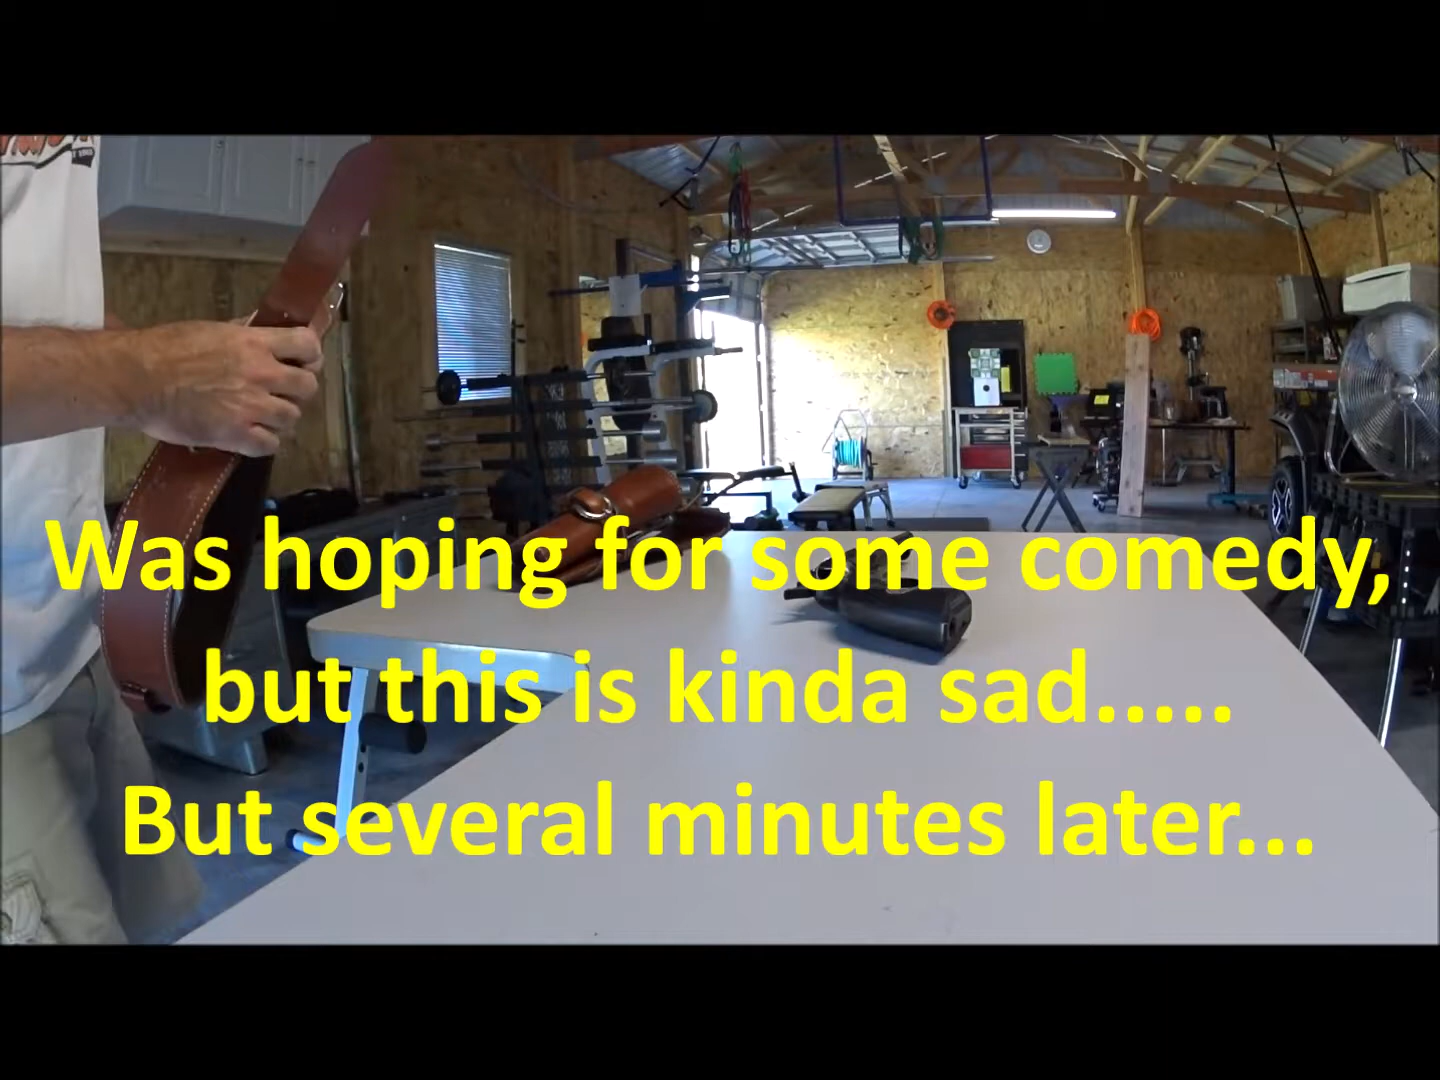 Was hoping for some comedy,
but this is kinda sad.....
But several minutes later...